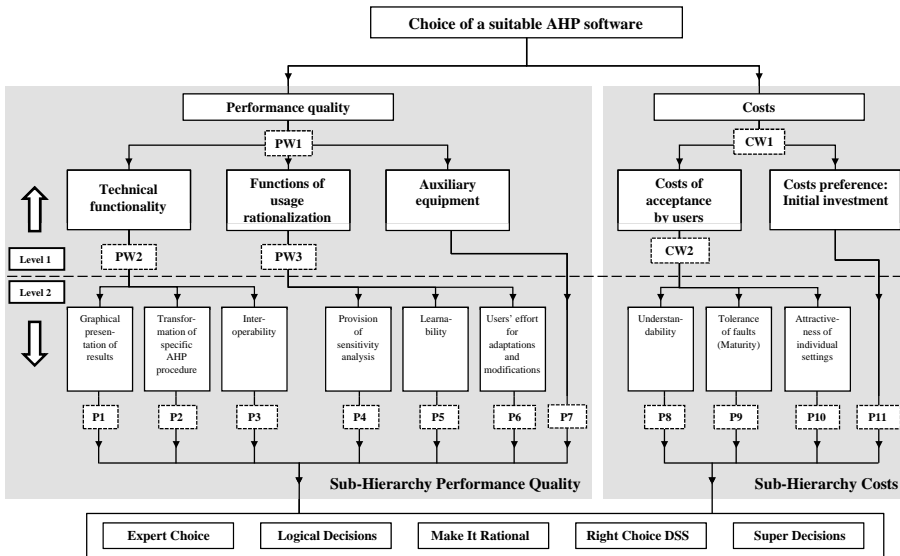 Choice of a suitable AHP software
Performance quality
Costs
PW1
CW1
Technical
functionality
Functions of
usage
rationalization
Auxiliary
equipment
Costs of
acceptance
by users
Costs preference:
Initial investment
Level 1
PW2
PW3
CW2
Level 2
Graphical
presen-
tation of
results
Transfor-
mation of
specific
AHP
procedure
Inter-
operability
Provision
of
sensitivity
analysis
Learna-
bility
Users' effort
for
adaptations
and
modifications
Understan-
dability
Tolerance
of faults
(Maturity)
Attractive-
ness of
individual
settings
P1
P2
P3
P4
P5
P6
P7
P8
P9
P10
P11
Sub-Hierarchy Performance Quality
Sub-Hierarchy Costs
Expert Choice
Logical Decisions
Make It Rational
Right Choice DSS
Super Decisions